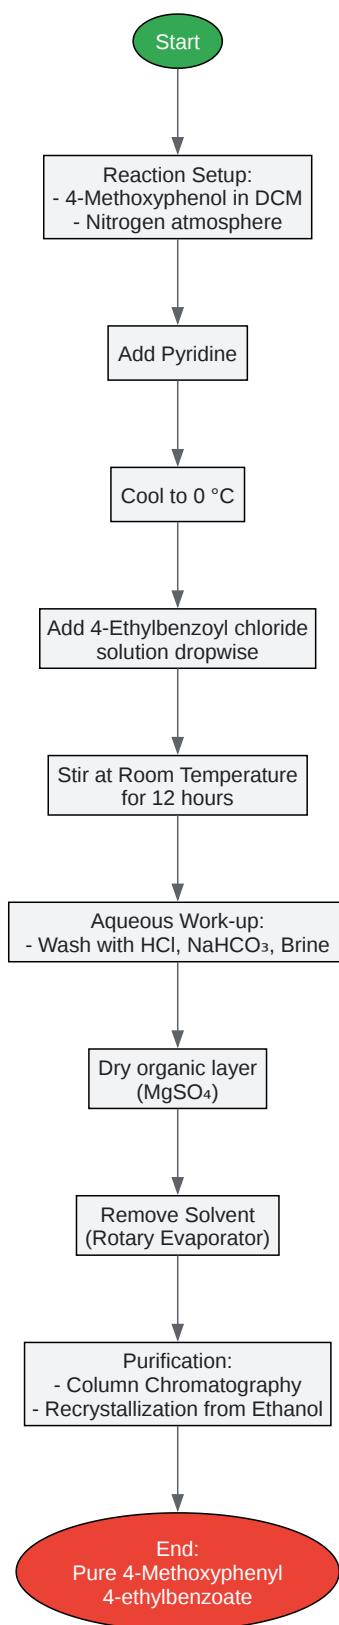 Start
Reaction Setup:
- 4-Methoxyphenol in DCM
- Nitrogen atmosphere
Add Pyridine
Cool to 0 °C
Add 4-Ethylbenzoyl chloride
solution dropwise
Stir at Room Temperature
for 12 hours
Aqueous Work-up:
- Wash with HCl, NaHCO₃, Brine
Dry organic layer
(MgSO₄)
Remove Solvent
(Rotary Evaporator)
Purification:
- Column Chromatography
- Recrystallization from Ethanol
End:
Pure 4-Methoxyphenyl
4-ethylbenzoate